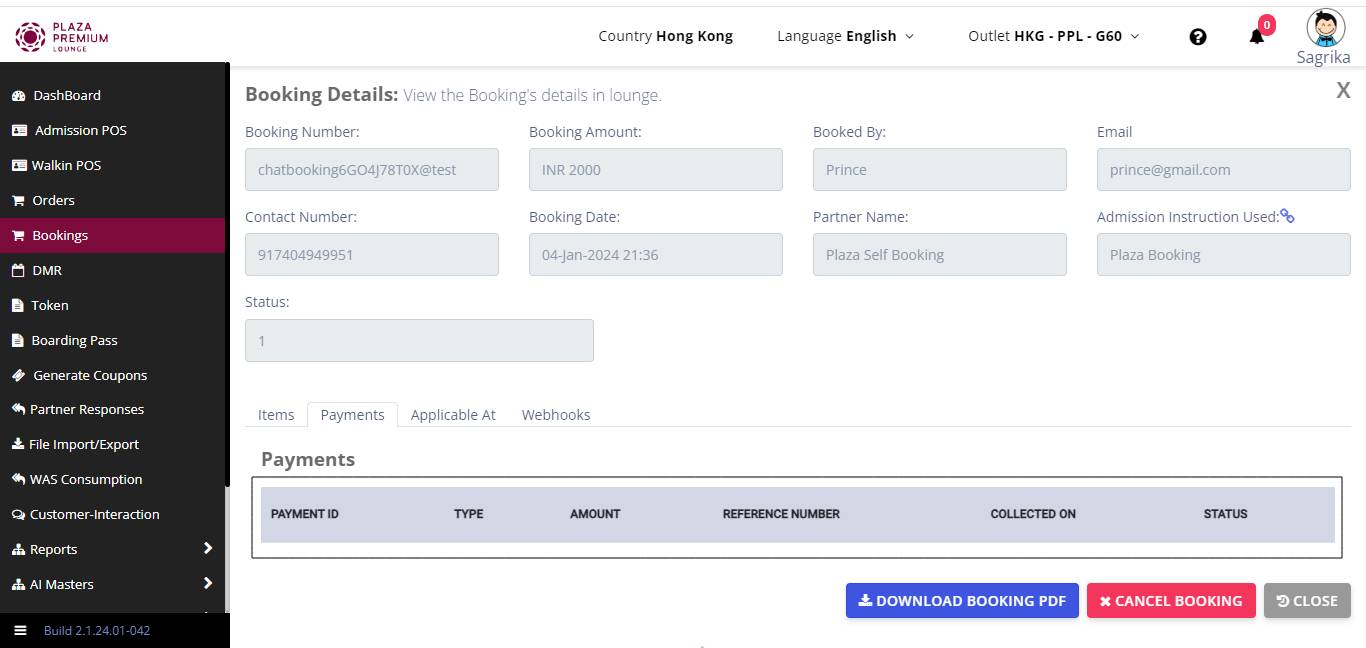 PLAZA
PREMIUM
LOUNGE
Country Hong Kong
Language English
Outlet HKG - PPL - G60
0
Sagrika
DashBoard
Admission POS
Walkin POS
Orders
Bookings
DMR
Token
Boarding Pass
Generate Coupons
Partner Responses
File Import/Export
WAS Consumption
Customer-Interaction
Reports
AI Masters
Build 2.1.24.01-042
Booking Details: View the Booking's details in lounge.
X
Booking Number:
Booking Amount:
Booked By:
Email
chatbooking6GO4J78T0X@test
INR 2000
Prince
prince@gmail.com
Contact Number:
Booking Date:
Partner Name:
Admission Instruction Used:
917404949951
04-Jan-2024 21:36
Plaza Self Booking
Plaza Booking
Status:
1
Items
Payments
Applicable At
Webhooks
Payments
PAYMENT ID
TYPE
AMOUNT
REFERENCE NUMBER
COLLECTED ON
STATUS
DOWNLOAD BOOKING PDF
CANCEL BOOKING
CLOSE